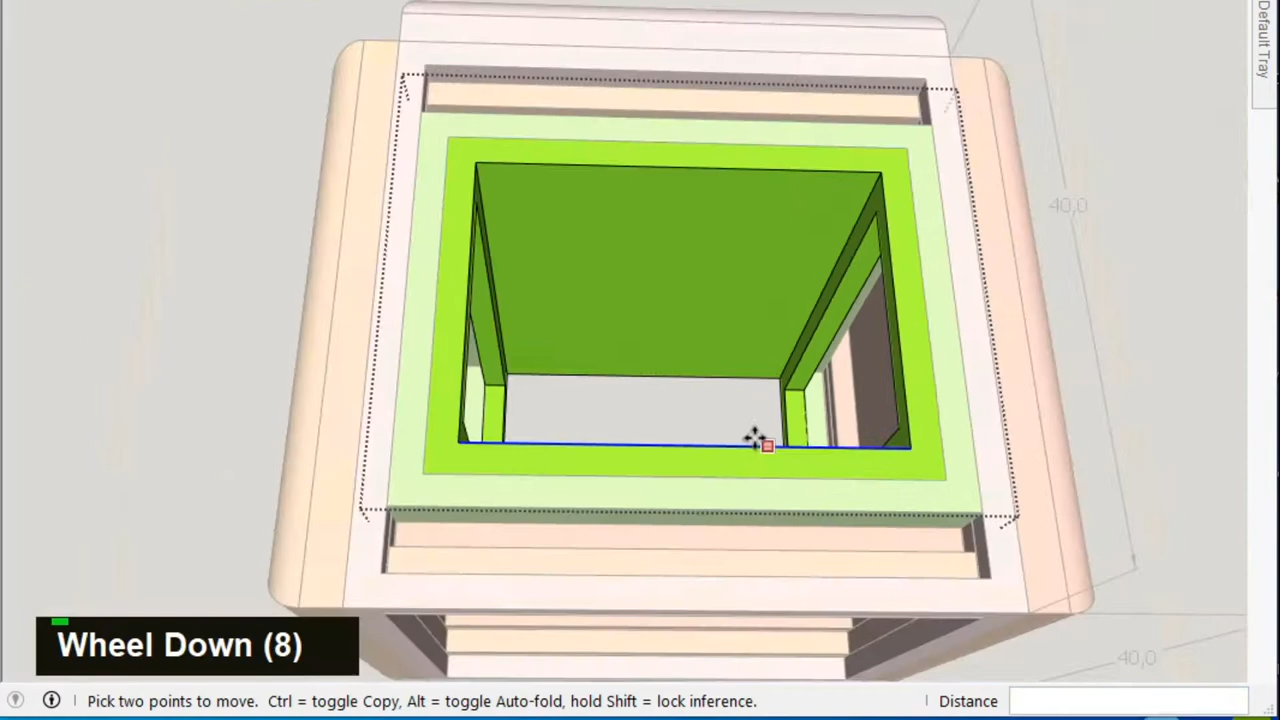 Default Tray
40,0
40,0
Wheel Down (8)
Pick two points to move. Ctrl = toggle Copy, Alt = toggle Auto-fold, hold Shift = lock inference.
Distance